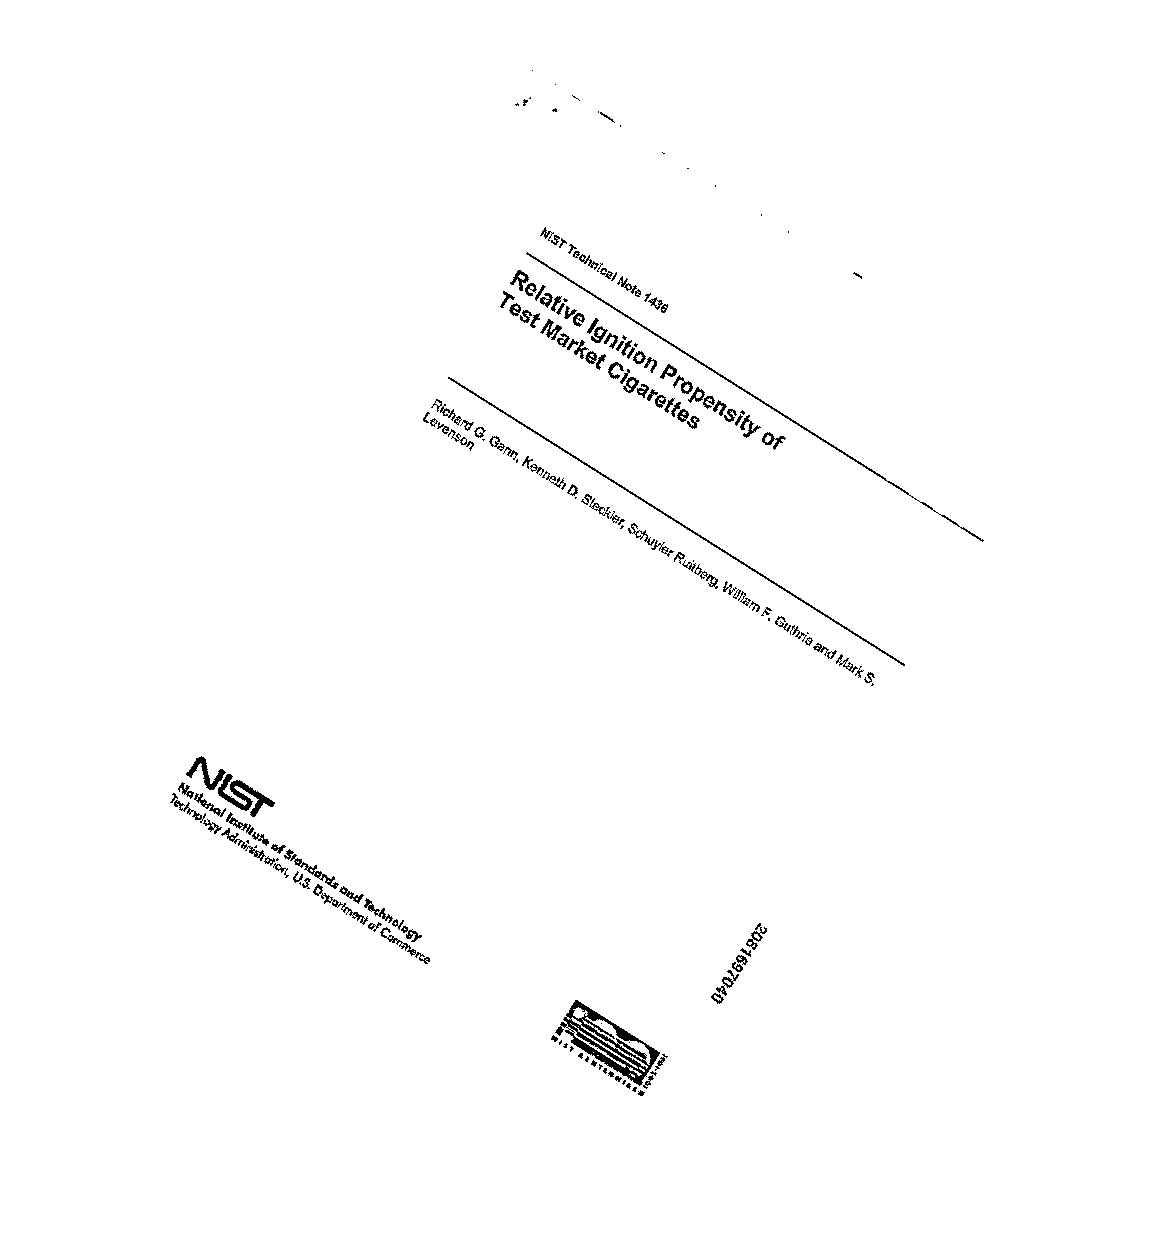 NIST Technical Note 1436
Relative Ignition Propensity of
Test Market Cigarettes
Richard G. Gann, Kenneth D. Steckler, Schuyler Ruitberg, William F. Guthrie and Mark S.
Levenson
NIST
National Institute of Standards and Technology
Technology Administration, U.S. Department of Commerce
2081697040
NIST CENTENNIAL